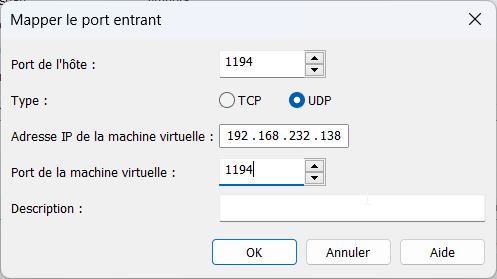 Mapper le port entrant
Port de l'hôte : 1194
Type : TCP UDP
Adresse IP de la machine virtuelle : 192 . 168 . 232 . 138
Port de la machine virtuelle : 1194
Description :
OK Annuler Aide